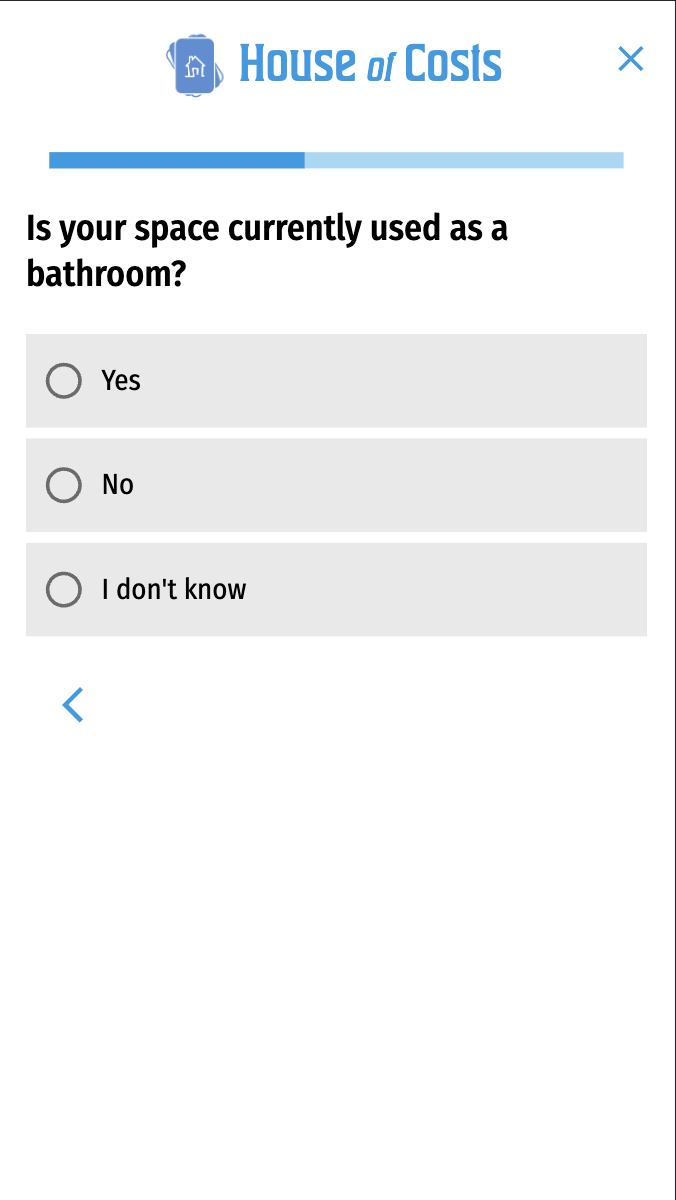 House of Costs
Is your space currently used as a
bathroom?
Yes
No
I don't know